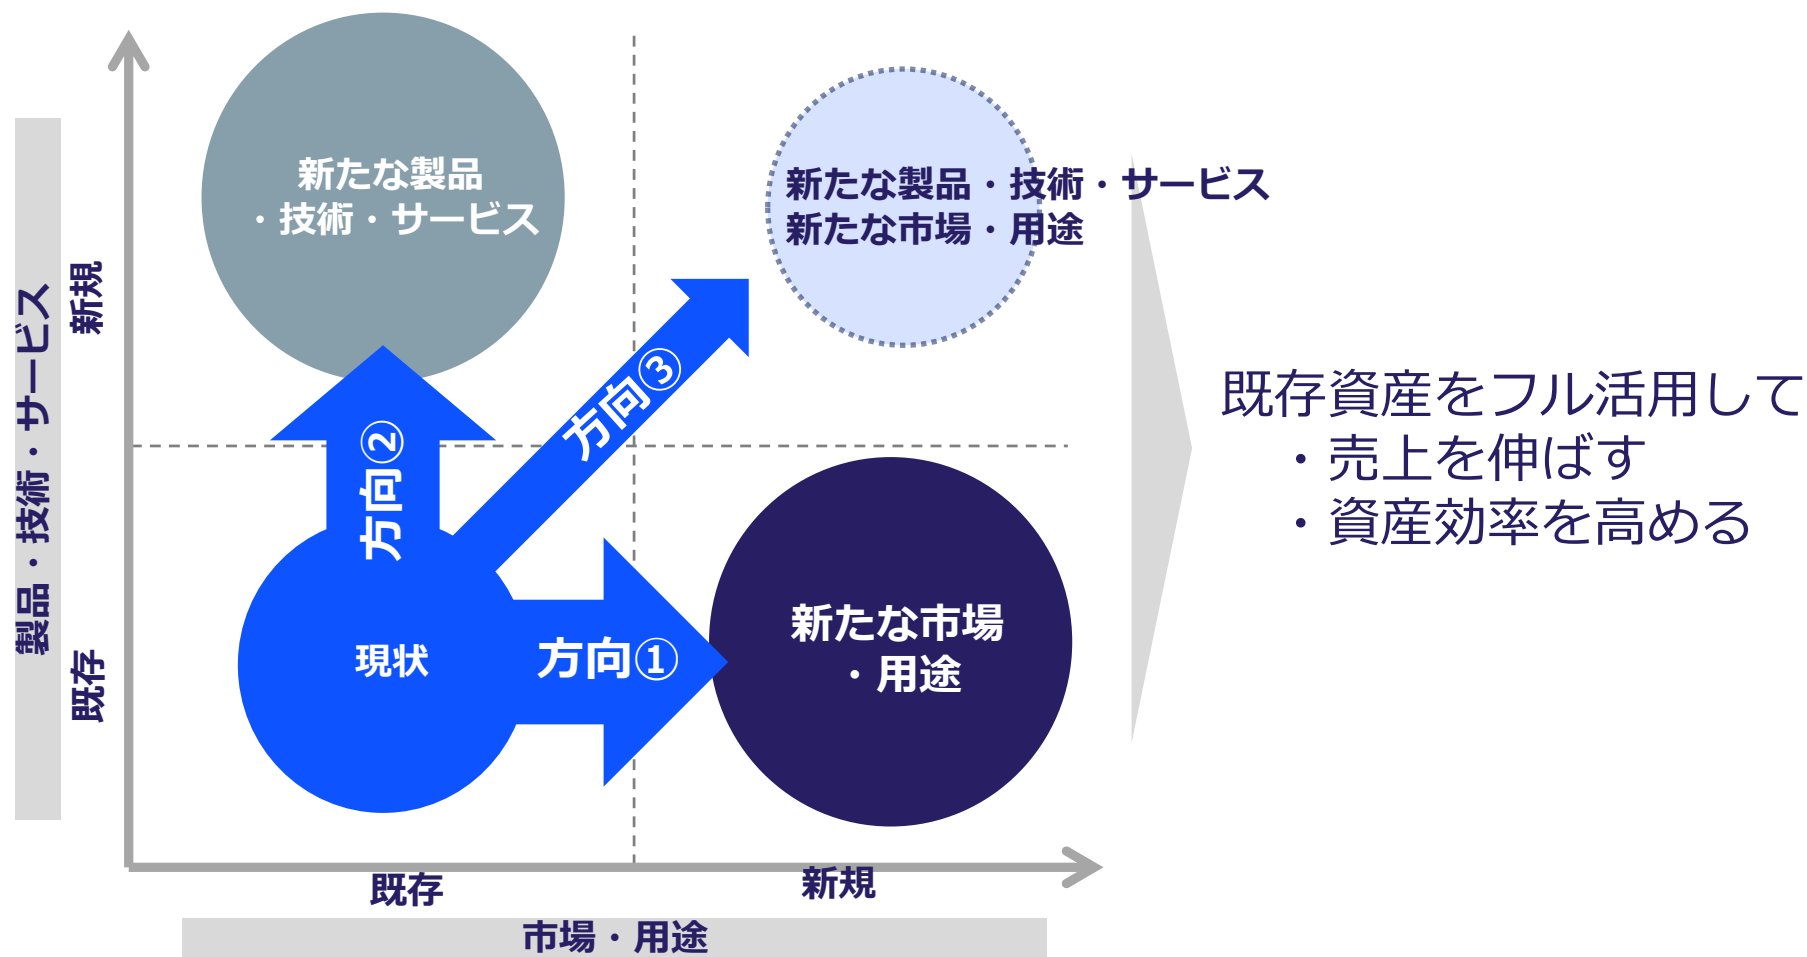 製品・技術・サービス
新規
既存
新たな製品
・技術・サービス
新たな製品・技術・サービス
新たな市場・用途
方向②
方向③
現状
方向①
新たな市場
・用途
既存
新規
市場・用途
既存資産をフル活用して
・売上を伸ばす
・資産効率を高める